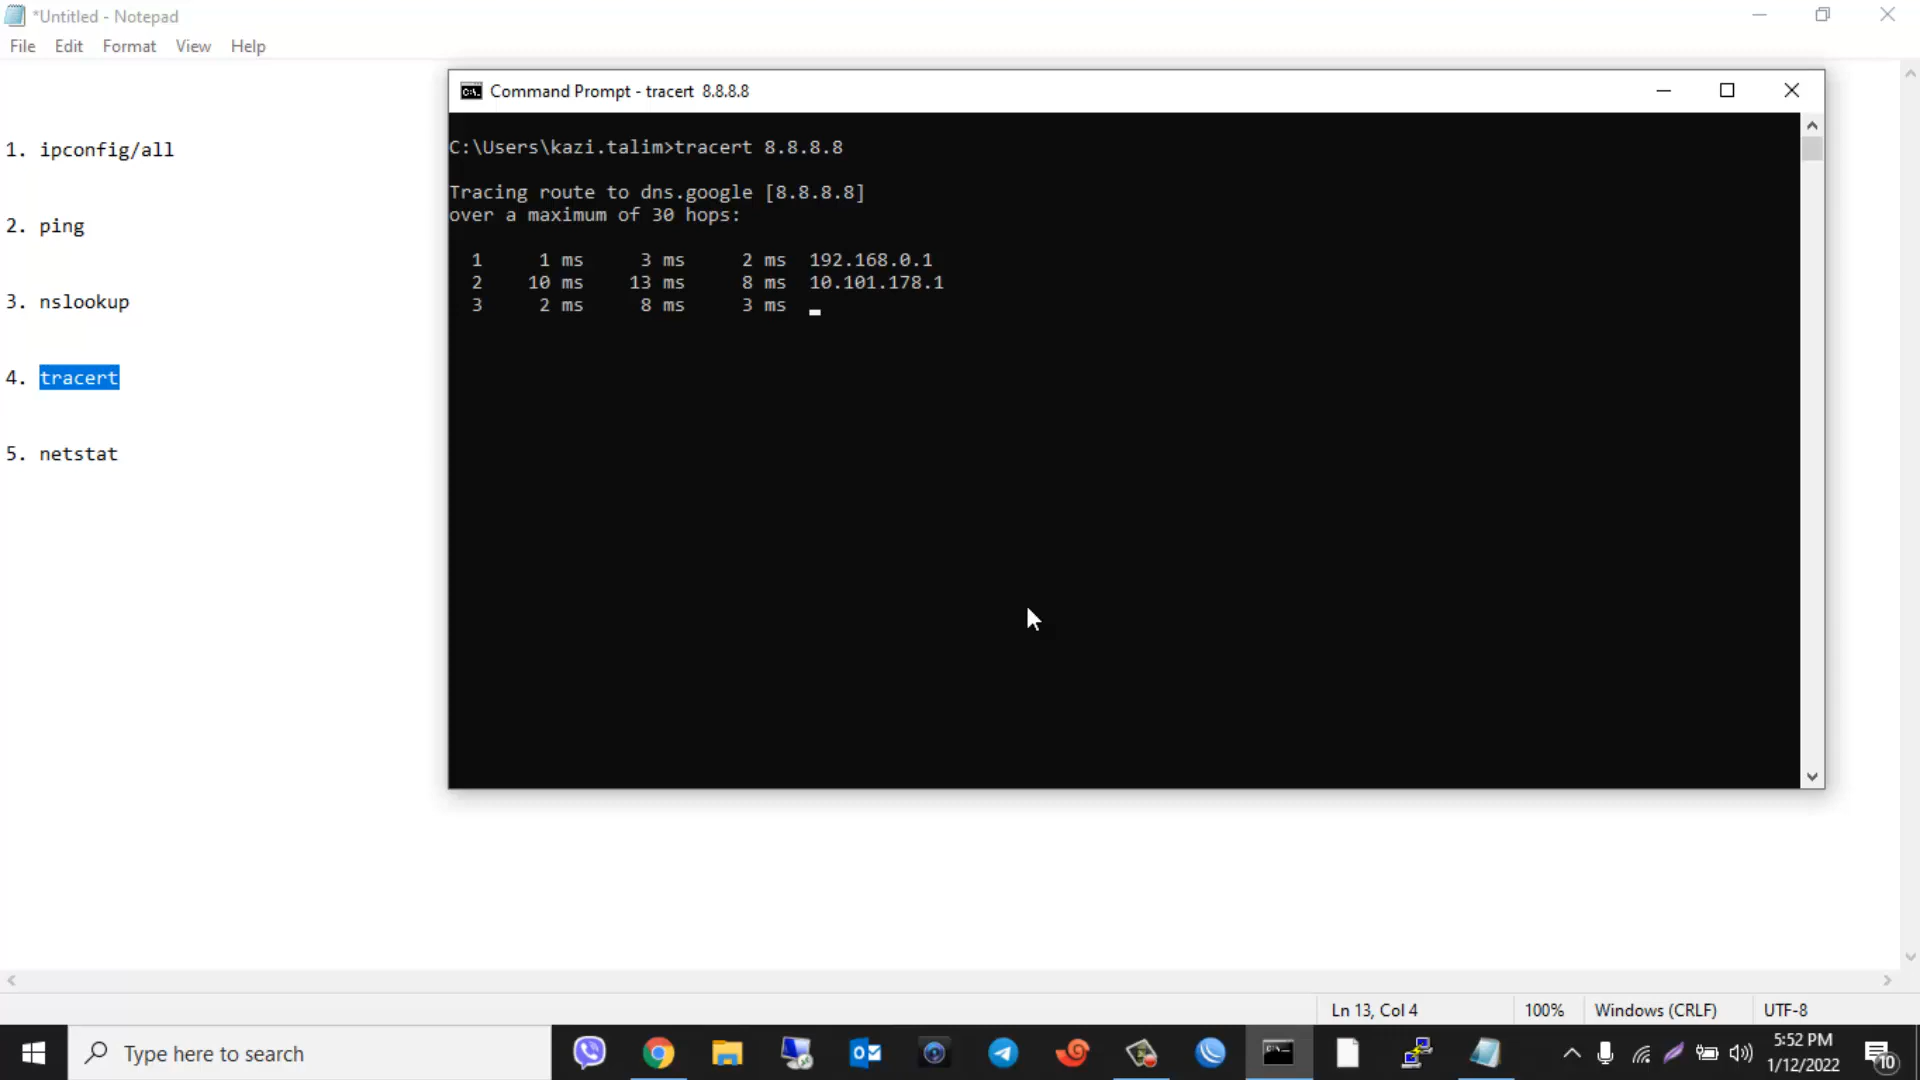 *Untitled - Notepad
File Edit Format View Help
1. ipconfig/all
2. ping
3. nslookup
4. tracert
5. netstat
Command Prompt - tracert 8.8.8.8
C:\Users\kazi.talim>tracert 8.8.8.8
Tracing route to dns.google [8.8.8.8]
over a maximum of 30 hops:
1 1 ms 3 ms 2 ms 192.168.0.1
2 10 ms 13 ms 8 ms 10.101.178.1
3 2 ms 8 ms 3 ms
Ln 13, Col 4 100% Windows (CRLF) UTF-8
Type here to search
5:52 PM
1/12/2022
10